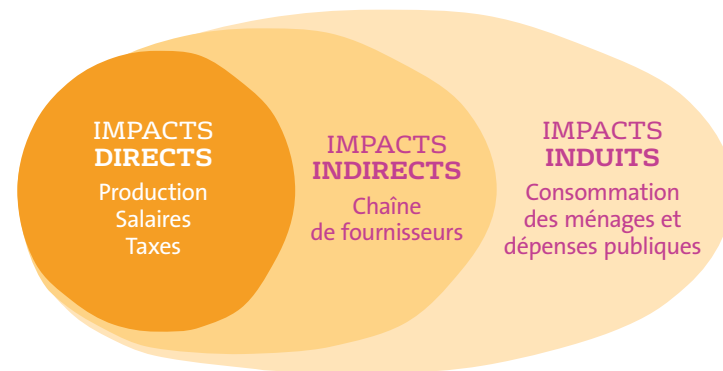 IMPACTS
DIRECTS
Production
Salaires
Taxes
IMPACTS
INDIRECTS
Chaîne
de fournisseurs
IMPACTS
INDUITS
Consommation
des ménages et
dépenses publiques